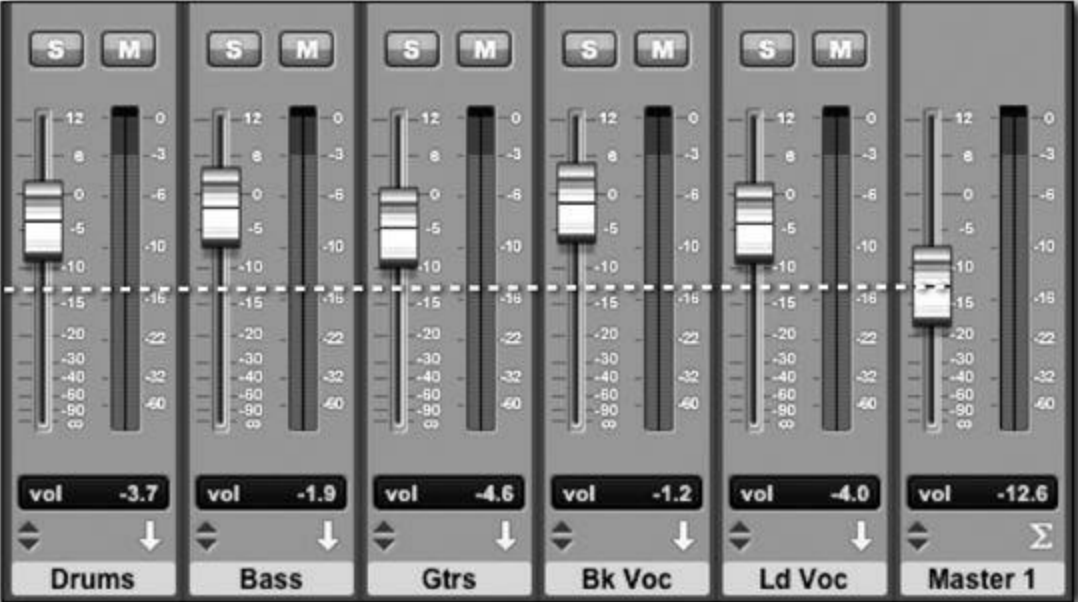 S M S M S M S M S M
12 0 12 0 12 0 12 0 12 0 12 0
6 -3 6 -3 6 -3 6 -3 6 -3 6 -3
0 -6 0 -6 0 -6 0 -6 0 -6 0 -6
-5 -5 -5 -5 -5 -5
-10 -10 -10 -10 -10 -10
-10 -10 -10 -10 -10 -10
-15 -16 -15 -16 -15 -16 -15 -16 -15 -16 -15 -16
-20 -22 -20 -22 -20 -22 -20 -22 -20 -22 -20 -22
-30 -30 -30 -30 -30 -30
-40 -32 -40 -32 -40 -32 -40 -32 -40 -32 -40 -32
-60 -60 -60 -60 -60 -60
-90 -60 -90 -60 -90 -60 -90 -60 -90 -60 -90 -60
∞ ∞ ∞ ∞ ∞ ∞
vol -3.7 vol -1.9 vol -4.6 vol -1.2 vol -4.0 vol -12.6
Σ
Drums Bass Gtrs Bk Voc Ld Voc Master 1